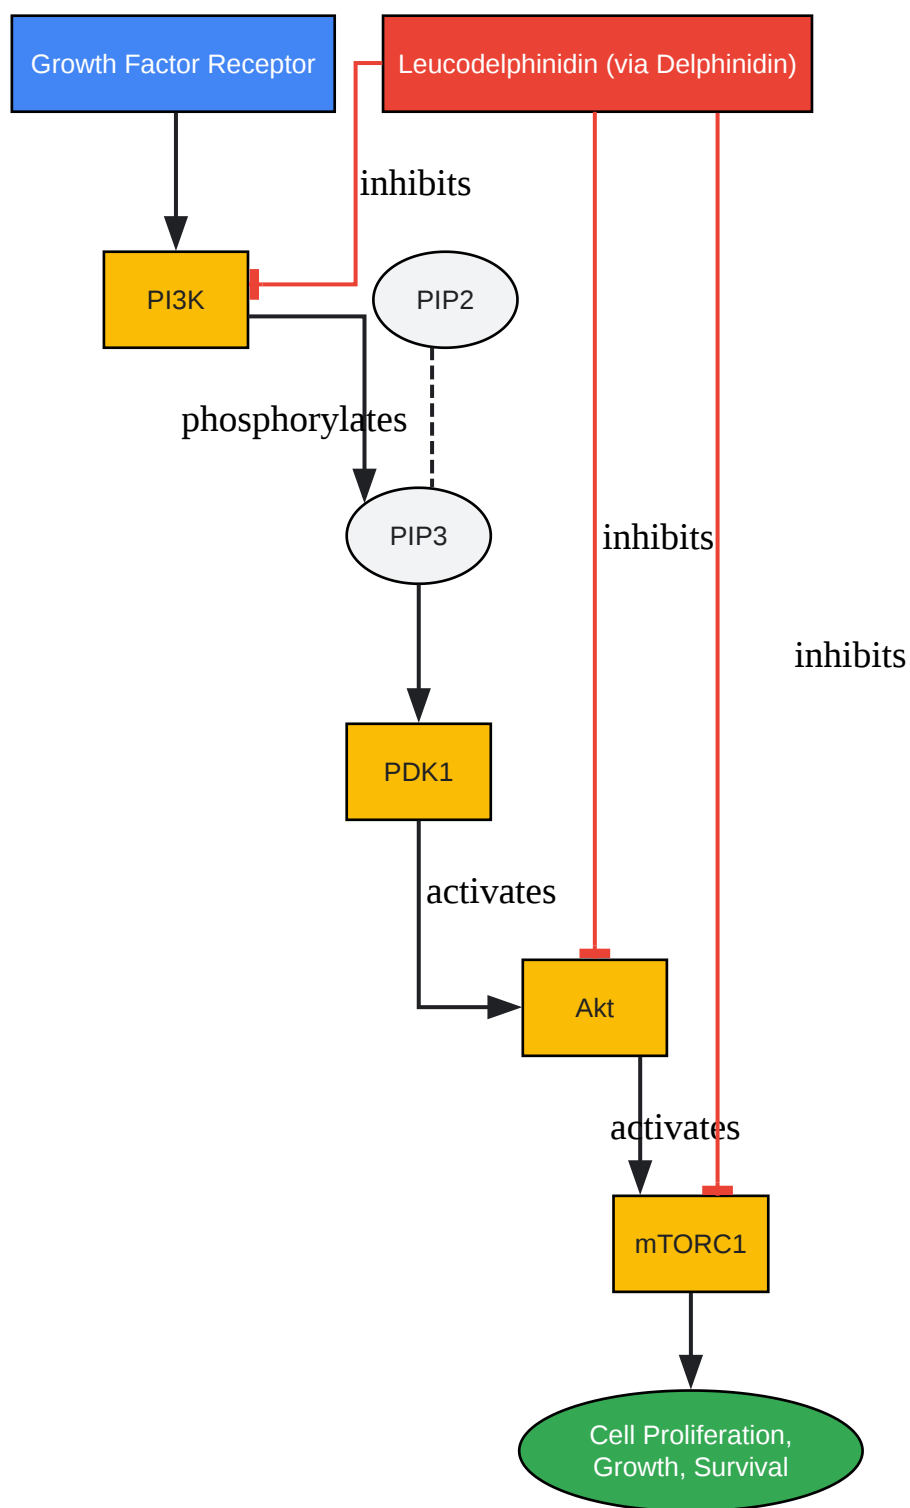 Growth Factor Receptor
Leucodelphinidin (via Delphinidin)
inhibits
PI3K
PIP2
phosphorylates
PIP3
inhibits
inhibits
PDK1
activates
Akt
activates
mTORC1
Cell Proliferation,
Growth, Survival